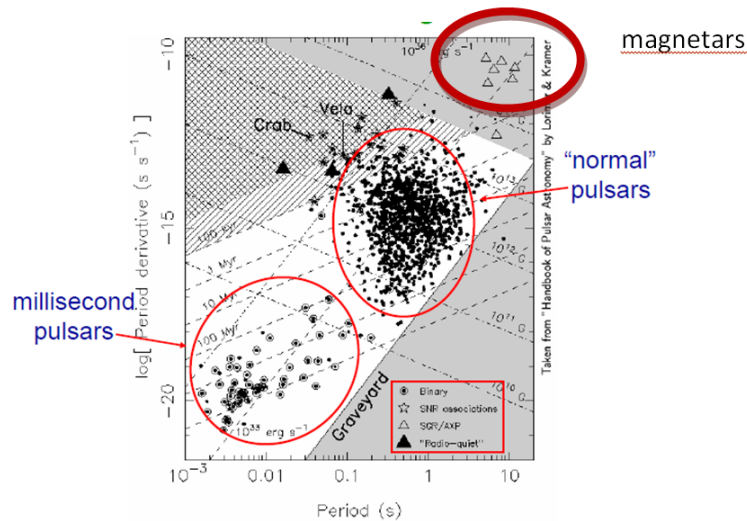 magnetars
−10
10³⁶ erg s⁻¹
Vela
Crab
"normal"
pulsars
10¹³ G
−15
100 Kyr
1 Myr
10¹² G
10 Myr
millisecond
pulsars
100 Myr
10¹¹ G
10¹⁰ G
−20
10³³ erg s⁻¹
Graveyard
Binary
SNR associations
SGR/AXP
"Radio−quiet"
log[ Period derivative (s s⁻¹) ]
Taken from "Handbook of Pulsar Astronomy" by Lorimer & Kramer
10⁻³
0.01
0.1
1
10
Period (s)